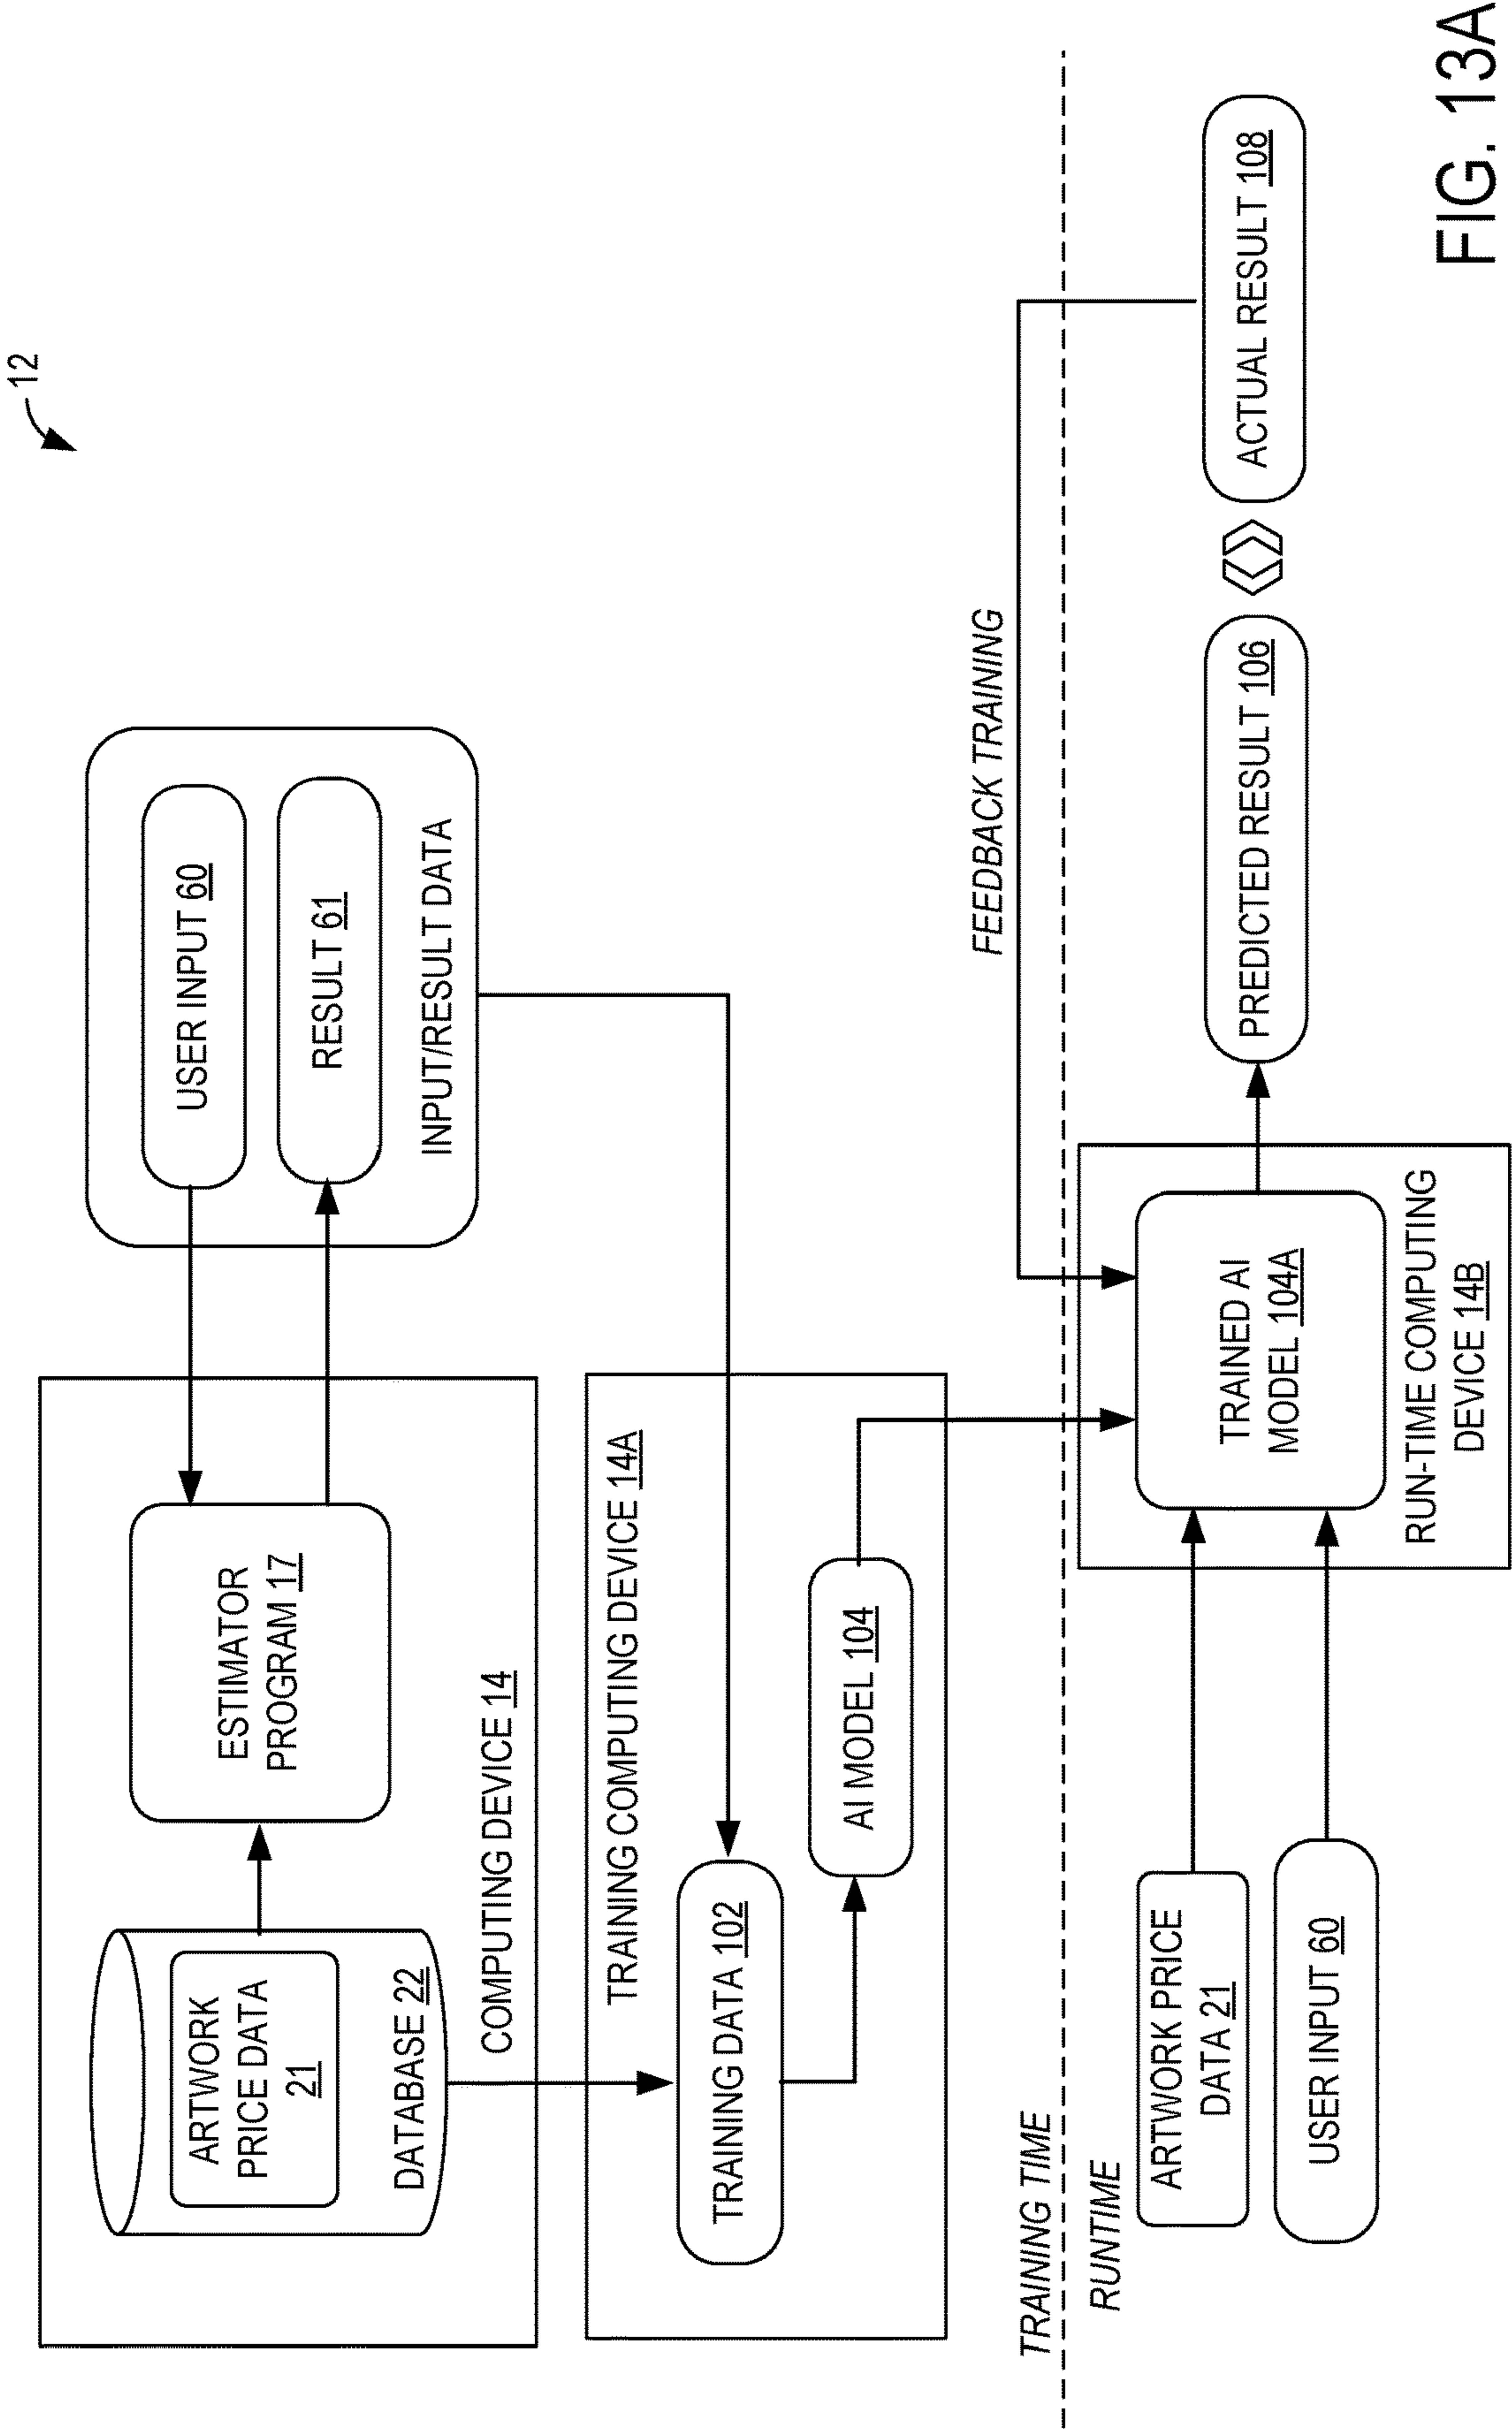 12
ARTWORK
PRICE DATA
21
DATABASE 22
ESTIMATOR
PROGRAM 17
COMPUTING DEVICE 14
USER INPUT 60
RESULT 61
INPUT/RESULT DATA
TRAINING COMPUTING DEVICE 14A
TRAINING DATA 102
AI MODEL 104
FEEDBACK TRAINING
TRAINING TIME
RUNTIME
ARTWORK PRICE
DATA 21
USER INPUT 60
TRAINED AI
MODEL 104A
RUN-TIME COMPUTING
DEVICE 14B
PREDICTED RESULT 106
ACTUAL RESULT 108
FIG. 13A